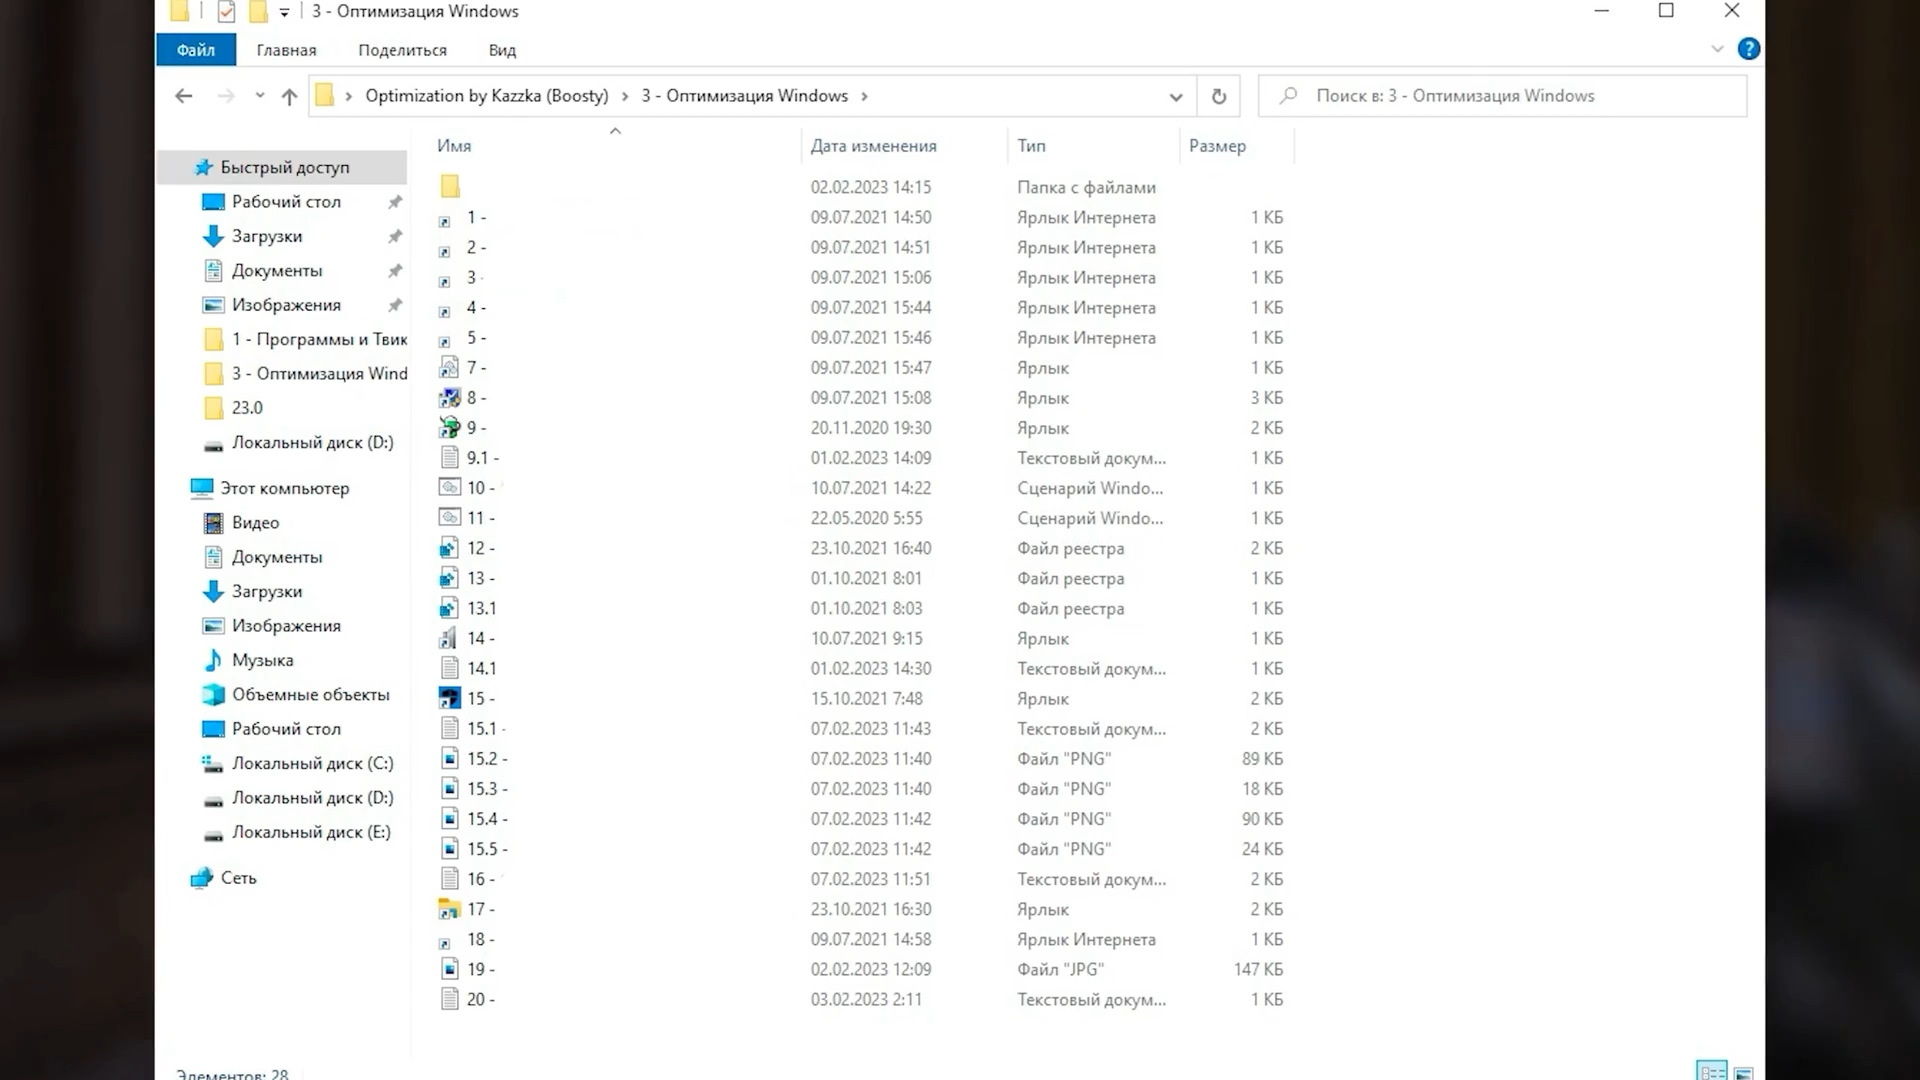 3 - Оптимизация Windows
Файл Главная Поделиться Вид
Optimization by Kazzka (Boosty) 3 - Оптимизация Windows Поиск в: 3 - Оптимизация Windows
Имя Дата изменения Тип Размер
Быстрый доступ
Рабочий стол
Загрузки
Документы
Изображения
1 - Программы и Твик
3 - Оптимизация Wind
23.0
Локальный диск (D:)
Этот компьютер
Видео
Документы
Загрузки
Изображения
Музыка
Объемные объекты
Рабочий стол
Локальный диск (C:)
Локальный диск (D:)
Локальный диск (E:)
Сеть
02.02.2023 14:15 Папка с файлами
1 - 09.07.2021 14:50 Ярлык Интернета 1 КБ
2 - 09.07.2021 14:51 Ярлык Интернета 1 КБ
3 - 09.07.2021 15:06 Ярлык Интернета 1 КБ
4 - 09.07.2021 15:44 Ярлык Интернета 1 КБ
5 - 09.07.2021 15:46 Ярлык Интернета 1 КБ
7 - 09.07.2021 15:47 Ярлык 1 КБ
8 - 09.07.2021 15:08 Ярлык 3 КБ
9 - 20.11.2020 19:30 Ярлык 2 КБ
9.1 - 01.02.2023 14:09 Текстовый докум... 1 КБ
10 - 10.07.2021 14:22 Сценарий Windo... 1 КБ
11 - 22.05.2020 5:55 Сценарий Windo... 1 КБ
12 - 23.10.2021 16:40 Файл реестра 2 КБ
13 - 01.10.2021 8:01 Файл реестра 1 КБ
13.1 01.10.2021 8:03 Файл реестра 1 КБ
14 - 10.07.2021 9:15 Ярлык 1 КБ
14.1 01.02.2023 14:30 Текстовый докум... 1 КБ
15 - 15.10.2021 7:48 Ярлык 2 КБ
15.1 - 07.02.2023 11:43 Текстовый докум... 2 КБ
15.2 - 07.02.2023 11:40 Файл "PNG" 89 КБ
15.3 - 07.02.2023 11:40 Файл "PNG" 18 КБ
15.4 - 07.02.2023 11:42 Файл "PNG" 90 КБ
15.5 - 07.02.2023 11:42 Файл "PNG" 24 КБ
16 - 07.02.2023 11:51 Текстовый докум... 2 КБ
17 - 23.10.2021 16:30 Ярлык 2 КБ
18 - 09.07.2021 14:58 Ярлык Интернета 1 КБ
19 - 02.02.2023 12:09 Файл "JPG" 147 КБ
20 - 03.02.2023 2:11 Текстовый докум... 1 КБ
Элементов: 28